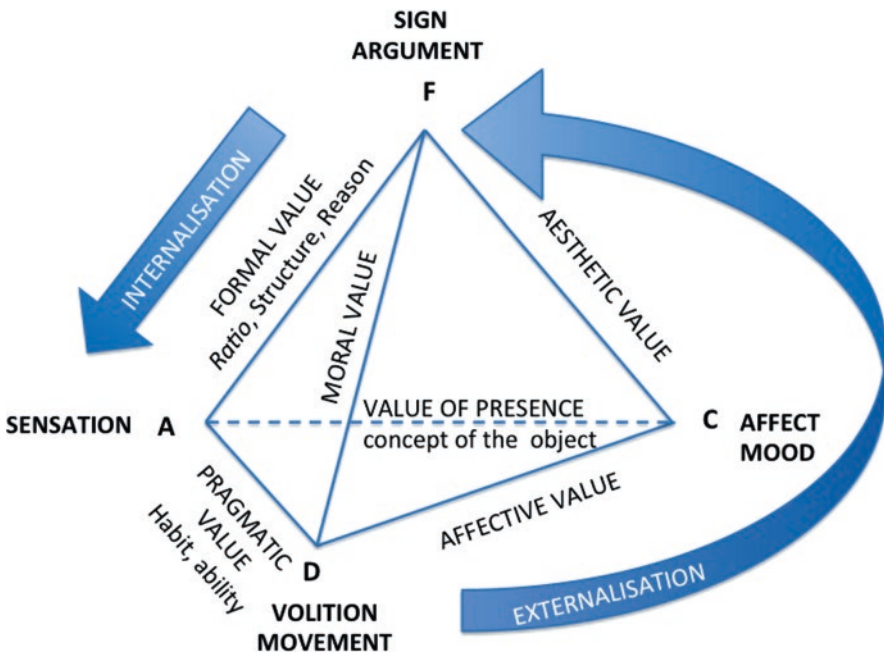 SIGN
ARGUMENT
F
INTERNALISATION
FORMAL VALUE
Ratio, Structure, Reason
MORAL VALUE
AESTHETIC VALUE
SENSATION
A
VALUE OF PRESENCE
concept of the object
C
AFFECT
MOOD
PRAGMATIC
VALUE
Habit, ability
AFFECTIVE VALUE
D
VOLITION
MOVEMENT
EXTERNALISATION